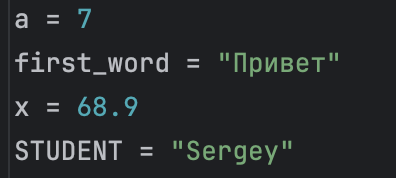 a = 7
first_word = "Привет"
x = 68.9
STUDENT = "Sergey"